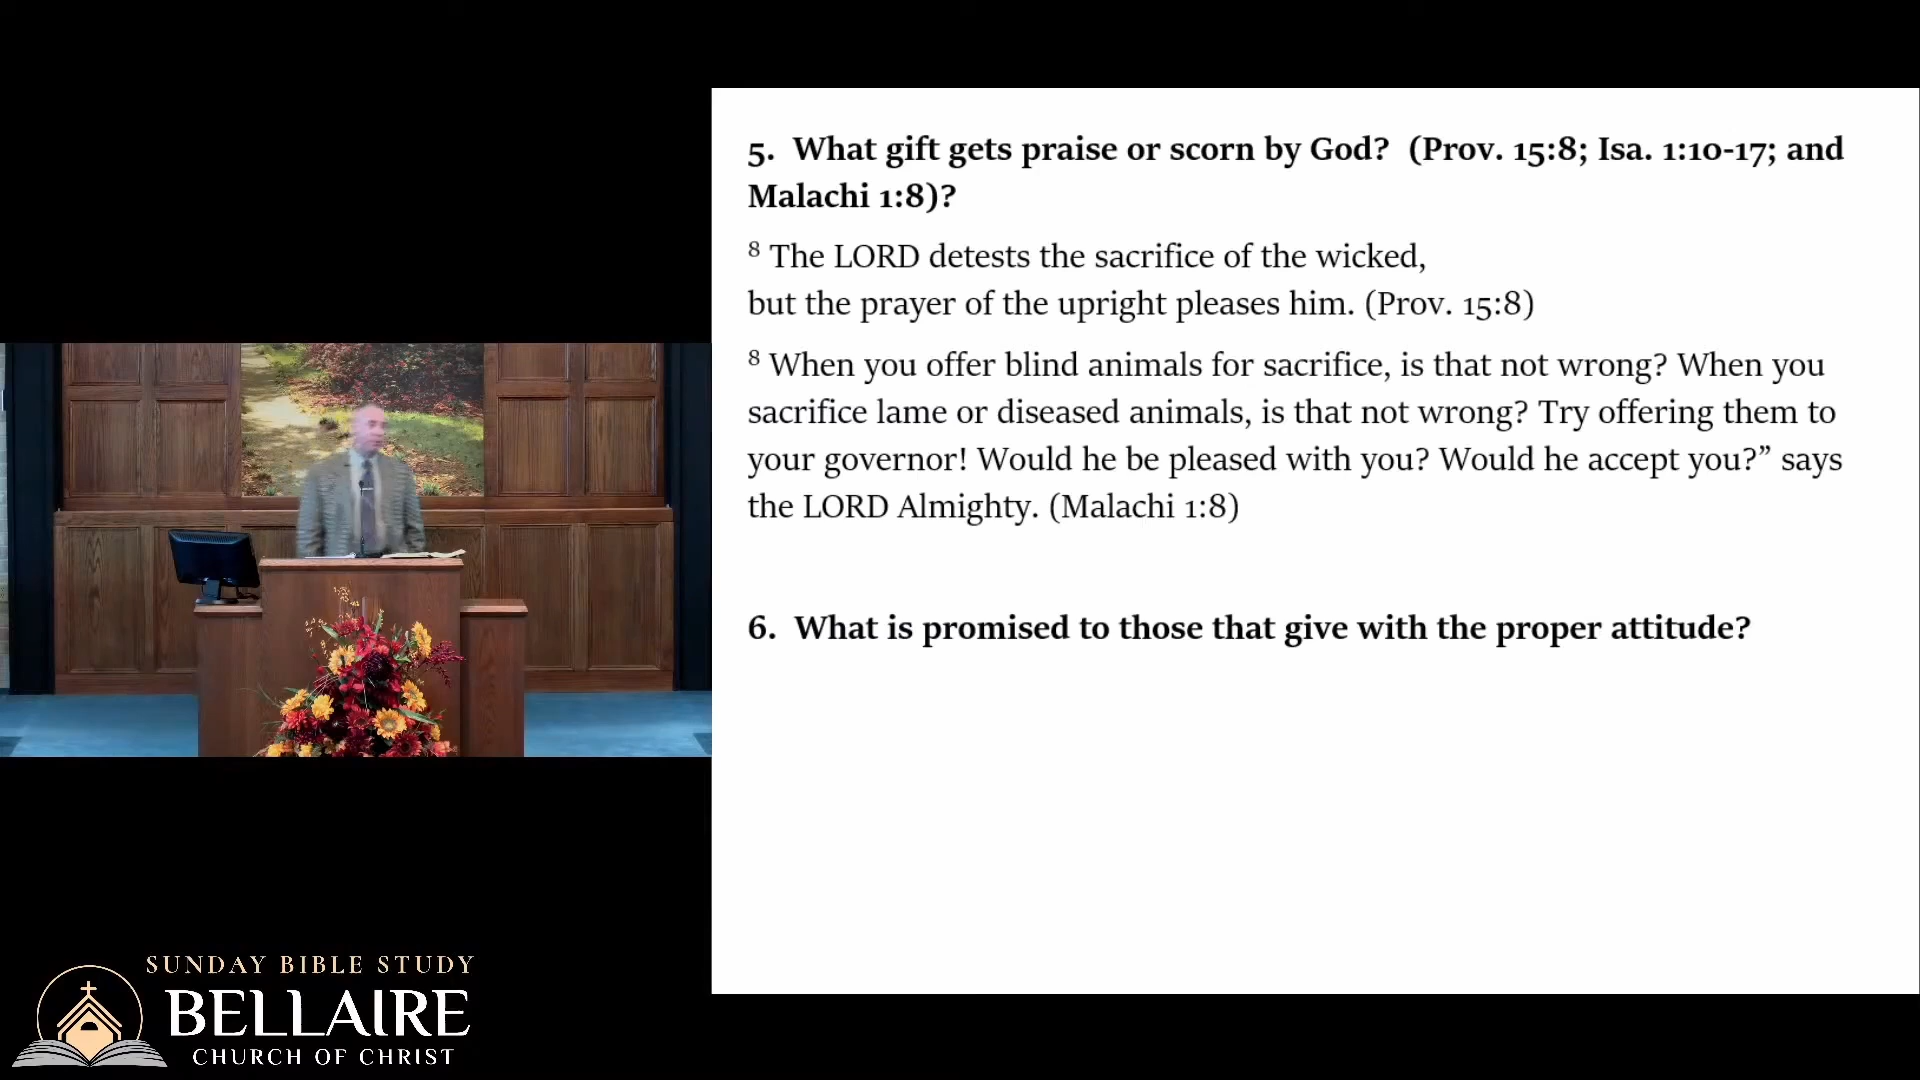 5. What gift gets praise or scorn by God? (Prov. 15:8; Isa. 1:10-17; and
Malachi 1:8)?
8 The LORD detests the sacrifice of the wicked,
but the prayer of the upright pleases him. (Prov. 15:8)
8 When you offer blind animals for sacrifice, is that not wrong? When you
sacrifice lame or diseased animals, is that not wrong? Try offering them to
your governor! Would he be pleased with you? Would he accept you?” says
the LORD Almighty. (Malachi 1:8)
6. What is promised to those that give with the proper attitude?
SUNDAY BIBLE STUDY
BELLAIRE
CHURCH OF CHRIST